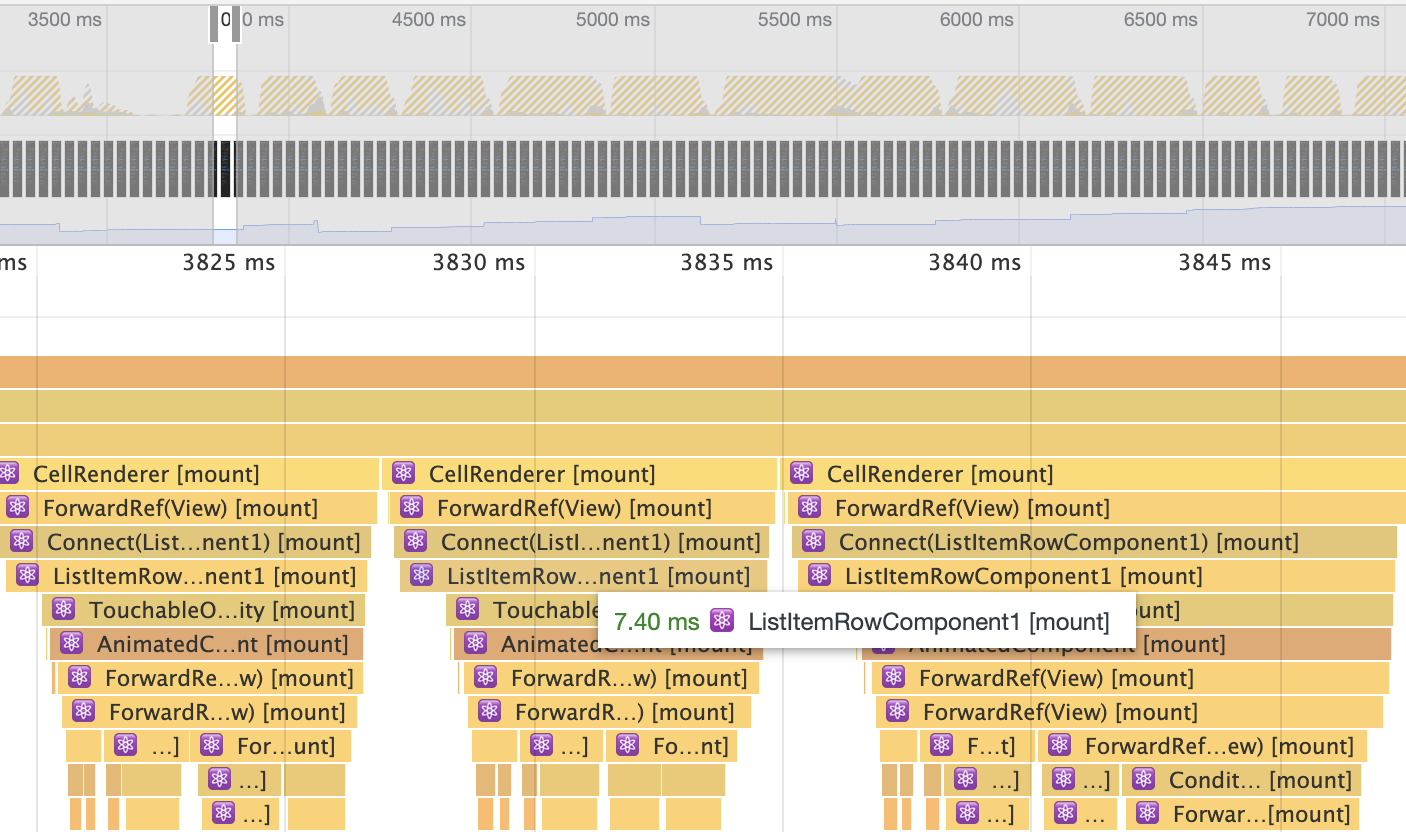 3500 ms 0 0 ms 4500 ms 5000 ms 5500 ms 6000 ms 6500 ms 7000 ms
ms 3825 ms 3830 ms 3835 ms 3840 ms 3845 ms
CellRenderer [mount] CellRenderer [mount] CellRenderer [mount]
ForwardRef(View) [mount] ForwardRef(View) [mount] ForwardRef(View) [mount]
Connect(List…nent1) [mount] Connect(ListI…nent1) [mount] Connect(ListItemRowComponent1) [mount]
ListItemRow…nent1 [mount] ListItemRow…nent1 [mount] ListItemRowComponent1 [mount]
TouchableO…ity [mount] Touchable unt]
7.40 ms ListItemRowComponent1 [mount]
AnimatedC…nt [mount] AnimatedC…nt [mount] AnimatedComponent [mount]
ForwardRe…w) [mount] ForwardR…w) [mount] ForwardRef(View) [mount]
ForwardR…w) [mount] ForwardR…) [mount] ForwardRef(View) [mount]
…] For…unt] …] Fo…nt] F…t] ForwardRef…ew) [mount]
…] …] …] Condit… [mount]
…] …] … Forwar…[mount]